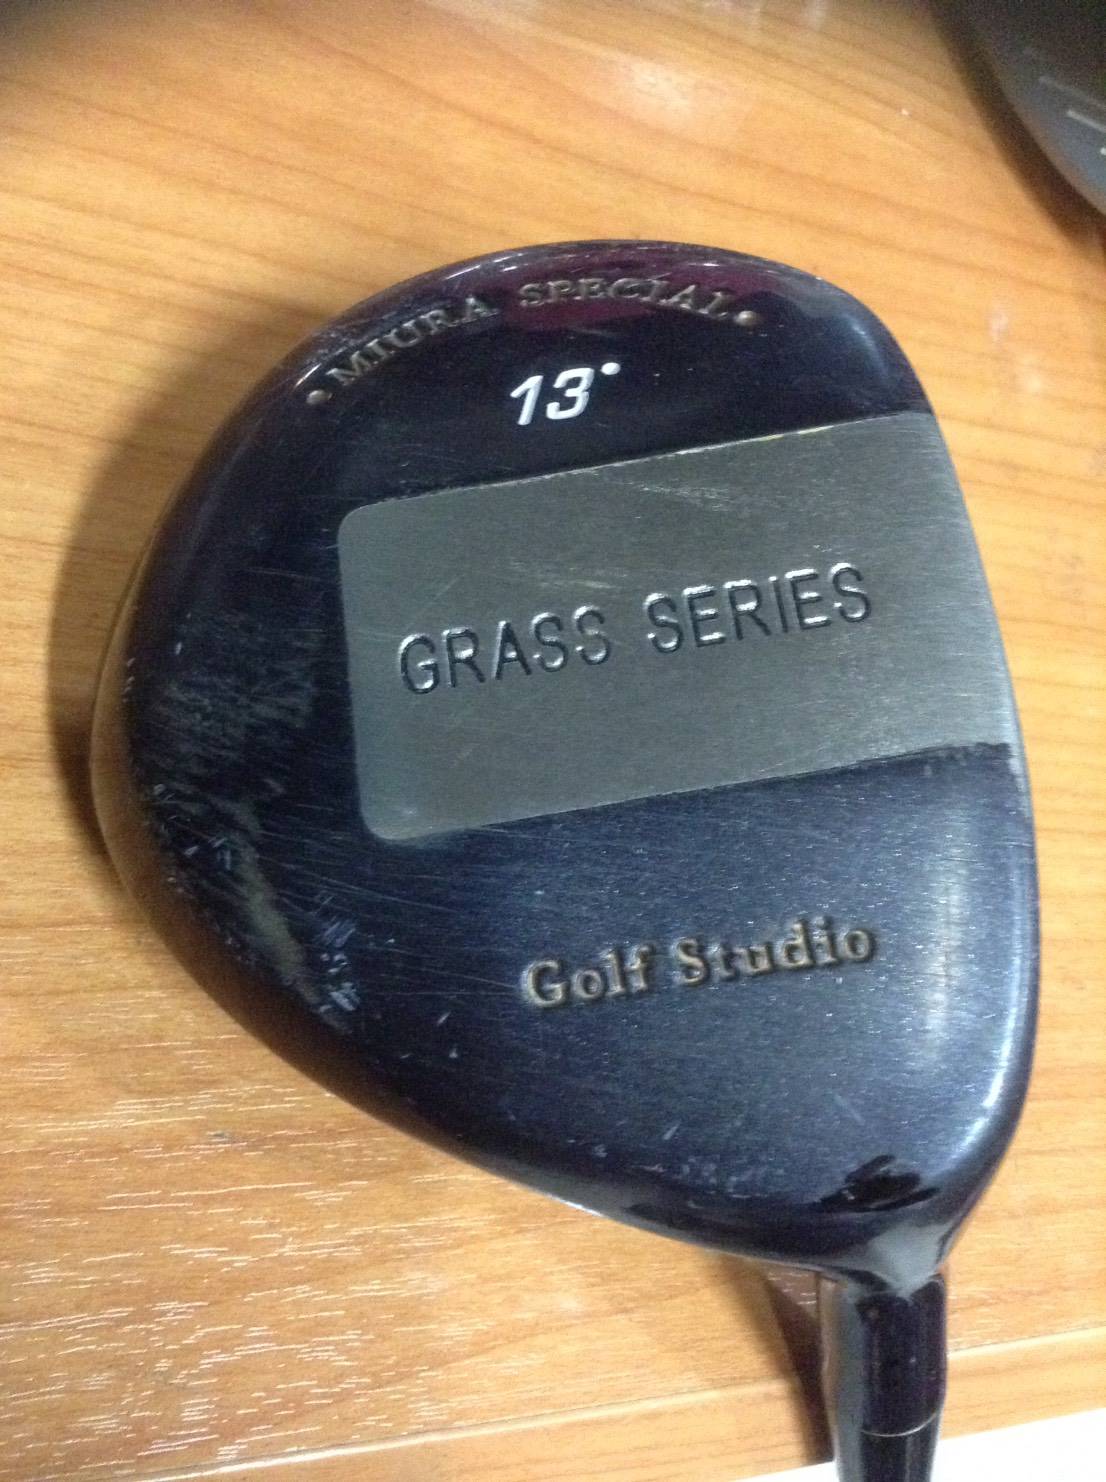 • MIURA SPECIAL •
13°
GRASS SERIES
Golf Studio